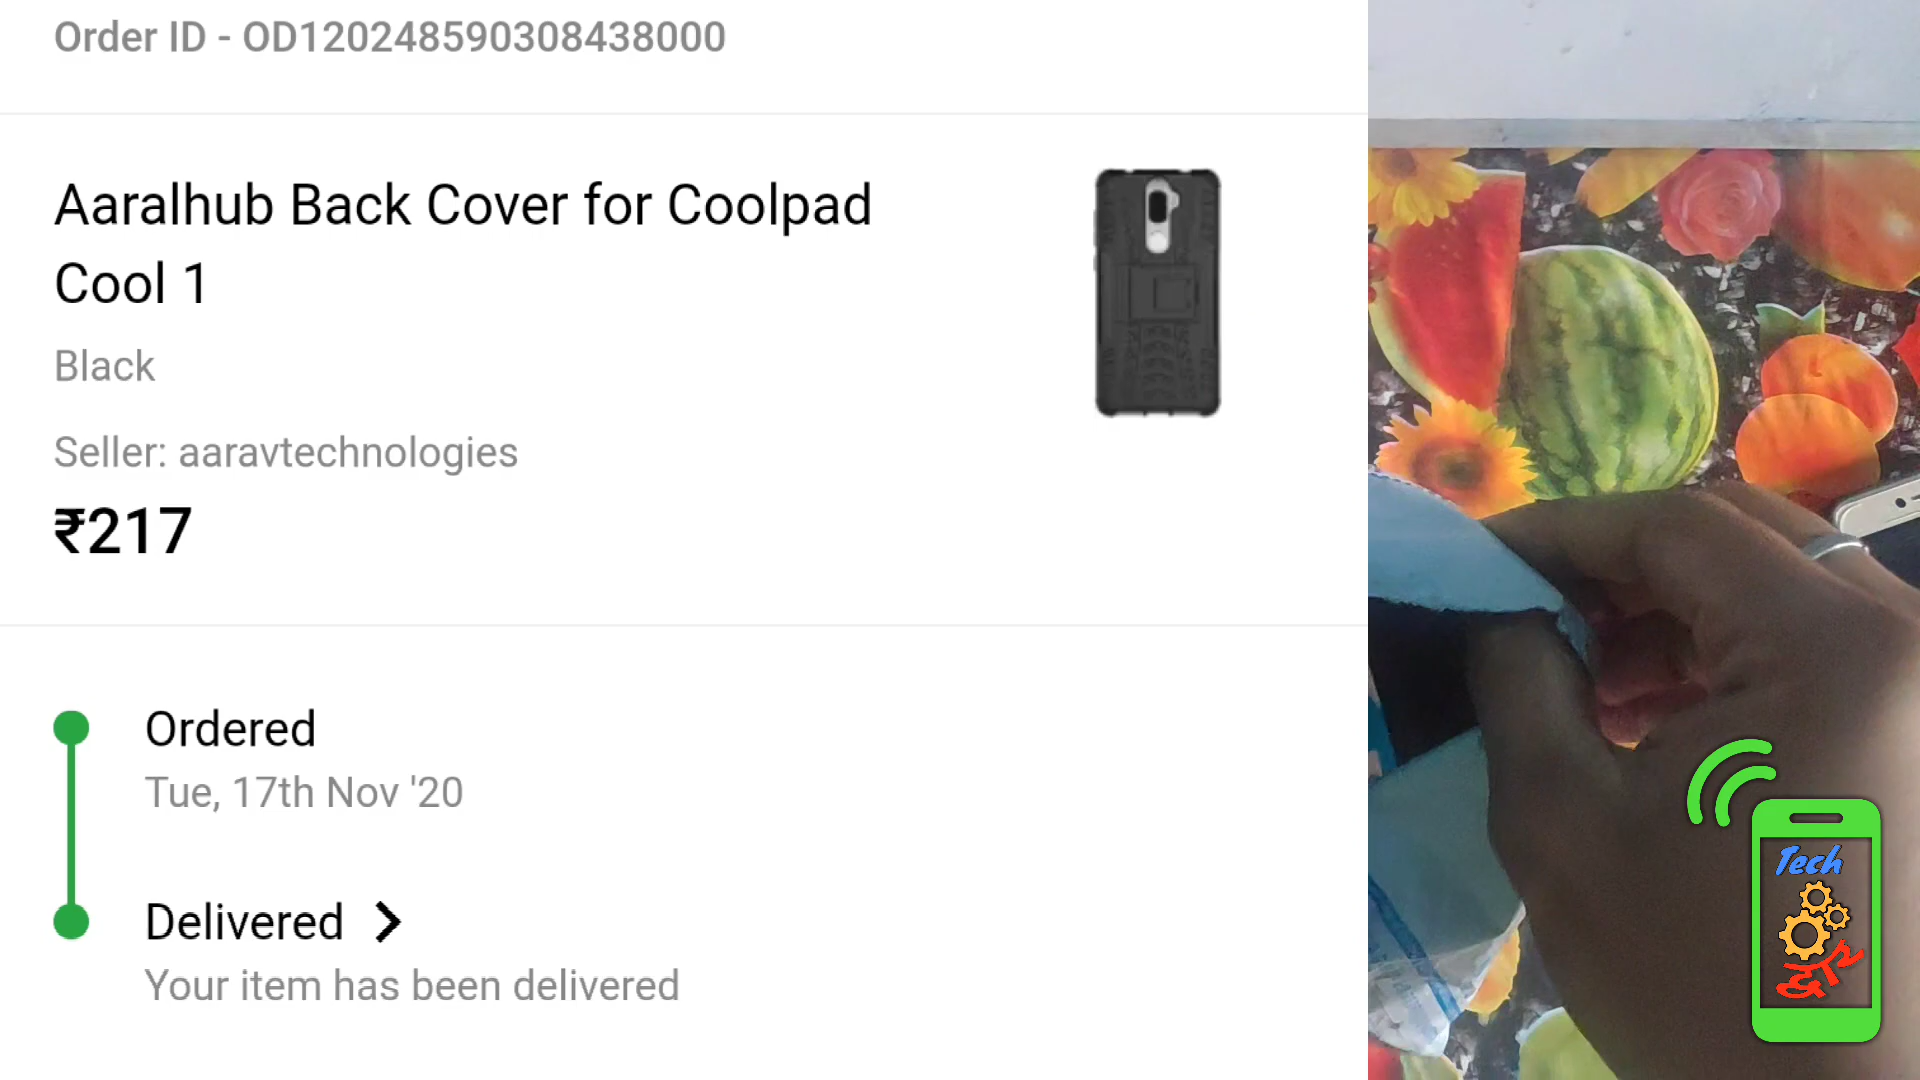 Order ID - OD120248590308438000
Aaralhub Back Cover for Coolpad
Cool 1
Black
Seller: aaravtechnologies
₹217
Ordered
Tue, 17th Nov '20
Delivered
Your item has been delivered
Tech
ज्ञान